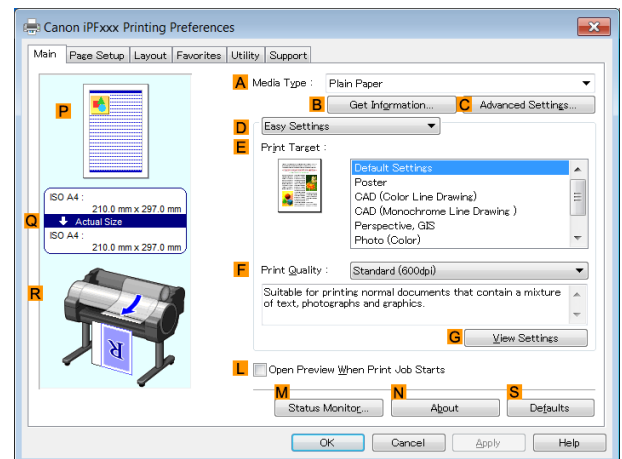 Canon iPFxxx Printing Preferences
Main Page Setup Layout Favorites Utility Support
A Media Type : Plain Paper
B Get Information... C Advanced Settings...
D Easy Settings
E Print Target :
Default Settings
Poster
CAD (Color Line Drawing)
CAD (Monochrome Line Drawing )
Perspective, GIS
Photo (Color)
P
ISO A4 :
210.0 mm x 297.0 mm
Q Actual Size
ISO A4 :
210.0 mm x 297.0 mm
R
R
F Print Quality : Standard (600dpi)
Suitable for printing normal documents that contain a mixture
of text, photographs and graphics.
G View Settings
L Open Preview When Print Job Starts
M Status Monitor... N About S Defaults
OK Cancel Apply Help